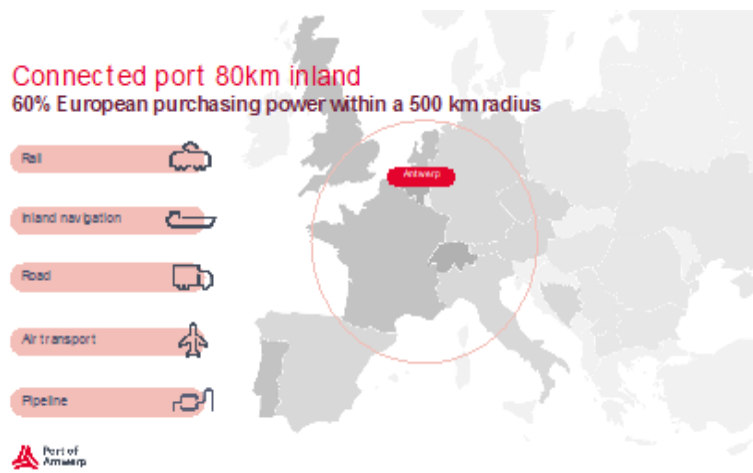 Connected port 80km inland
60% European purchasing power within a 500 km radius
Rail
Antwerp
Inland navigation
Road
Air transport
Pipeline
Port of
Antwerp